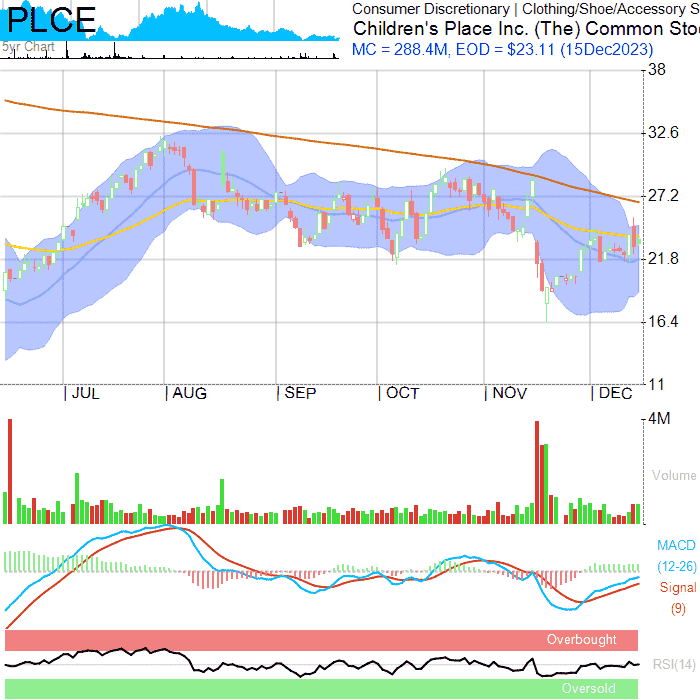 PLCE
5yr Chart
Consumer Discretionary | Clothing/Shoe/Accessory S
Children's Place Inc. (The) Common Sto
MC = 288.4M, EOD = $23.11 (15Dec2023)
38
32.6
27.2
21.8
16.4
11
| JUL | AUG | SEP | OCT | NOV | DEC
4M
Volume
MACD
(12-26)
Signal
(9)
Overbought
RSI(14)
Oversold